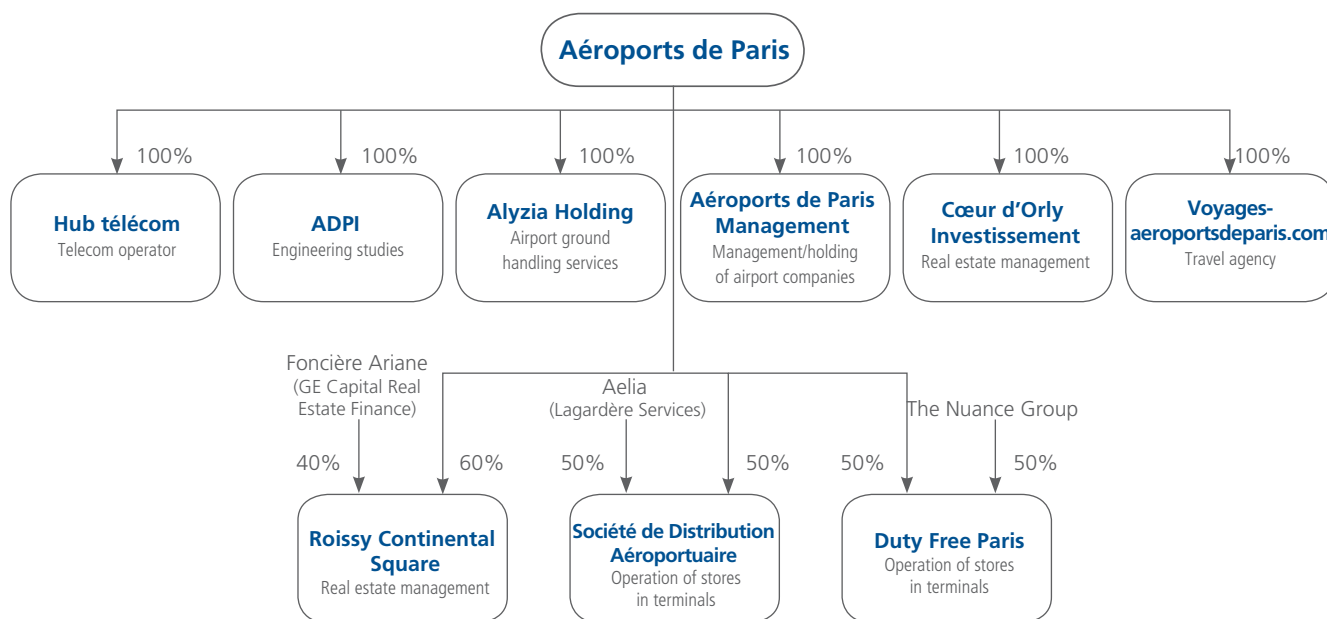 Aéroports de Paris
100%
100%
100%
100%
100%
100%
Hub télécom
Telecom operator
ADPI
Engineering studies
Alyzia Holding
Airport ground
handling services
Aéroports de Paris
Management
Management/holding
of airport companies
Cœur d’Orly
Investissement
Real estate management
Voyages-
aeroportsdeparis.com
Travel agency
Foncière Ariane
(GE Capital Real
Estate Finance)
Aelia
(Lagardère Services)
The Nuance Group
40%
60%
50%
50%
50%
50%
Roissy Continental
Square
Real estate management
Société de Distribution
Aéroportuaire
Operation of stores
in terminals
Duty Free Paris
Operation of stores
in terminals